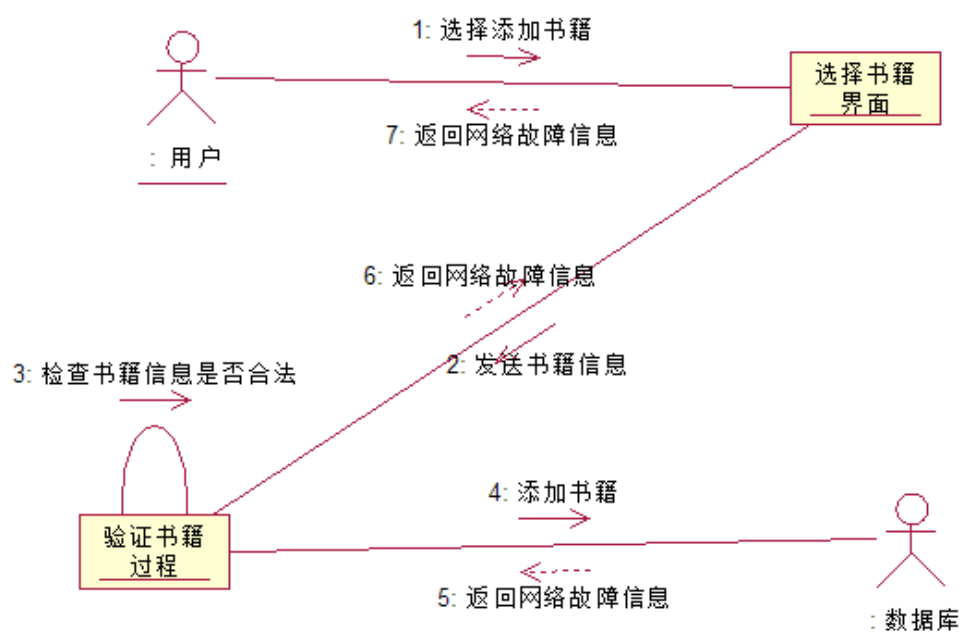 1: 选择添加书籍
选择书籍
界面
7: 返回网络故障信息
: 用户
6: 返回网络故障信息
2: 发送书籍信息
3: 检查书籍信息是否合法
4: 添加书籍
验证书籍
过程
5: 返回网络故障信息
: 数据库